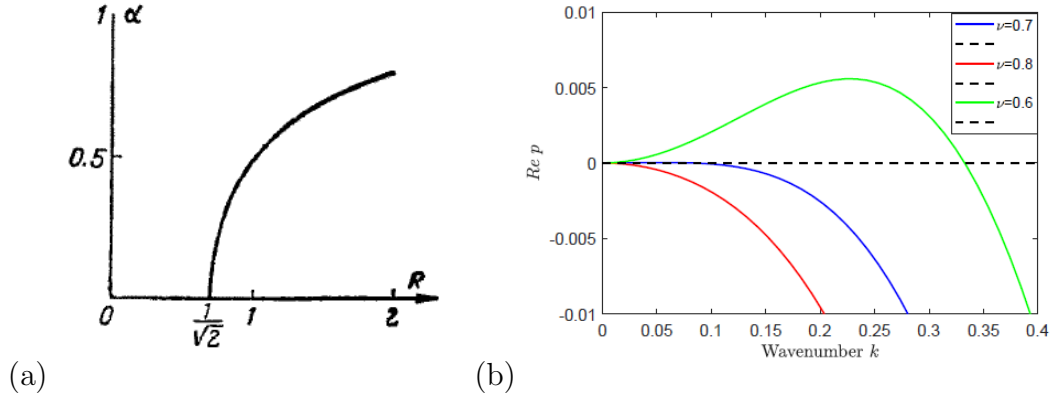 1 α
0.5
0
1/√2
1
2
R
(a)
0.01
0.005
0
-0.005
-0.01
Re p
0 0.05 0.1 0.15 0.2 0.25 0.3 0.35 0.4
Wavenumber k
ν=0.7
ν=0.8
ν=0.6
(b)